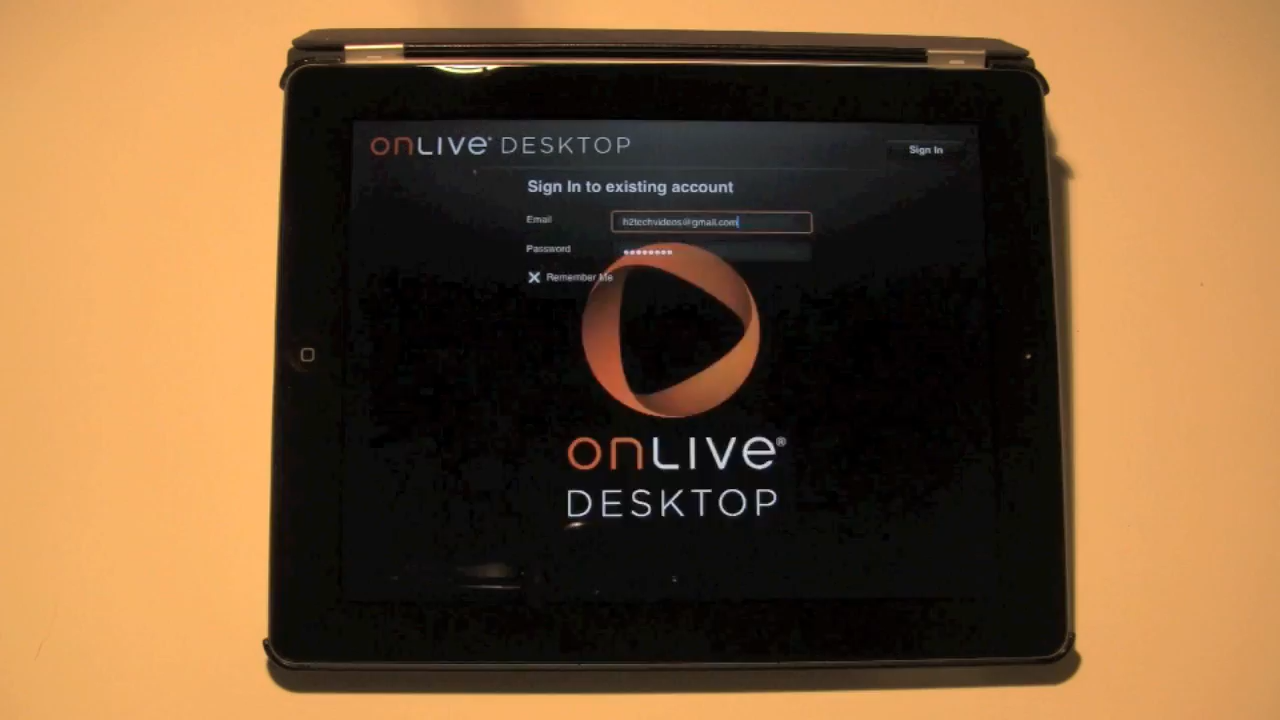 onLIVE® DESKTOP
Sign In
Sign In to existing account
Email
h2techvideos@gmail.com
Password
Remember Me
onLIVE®
DESKTOP